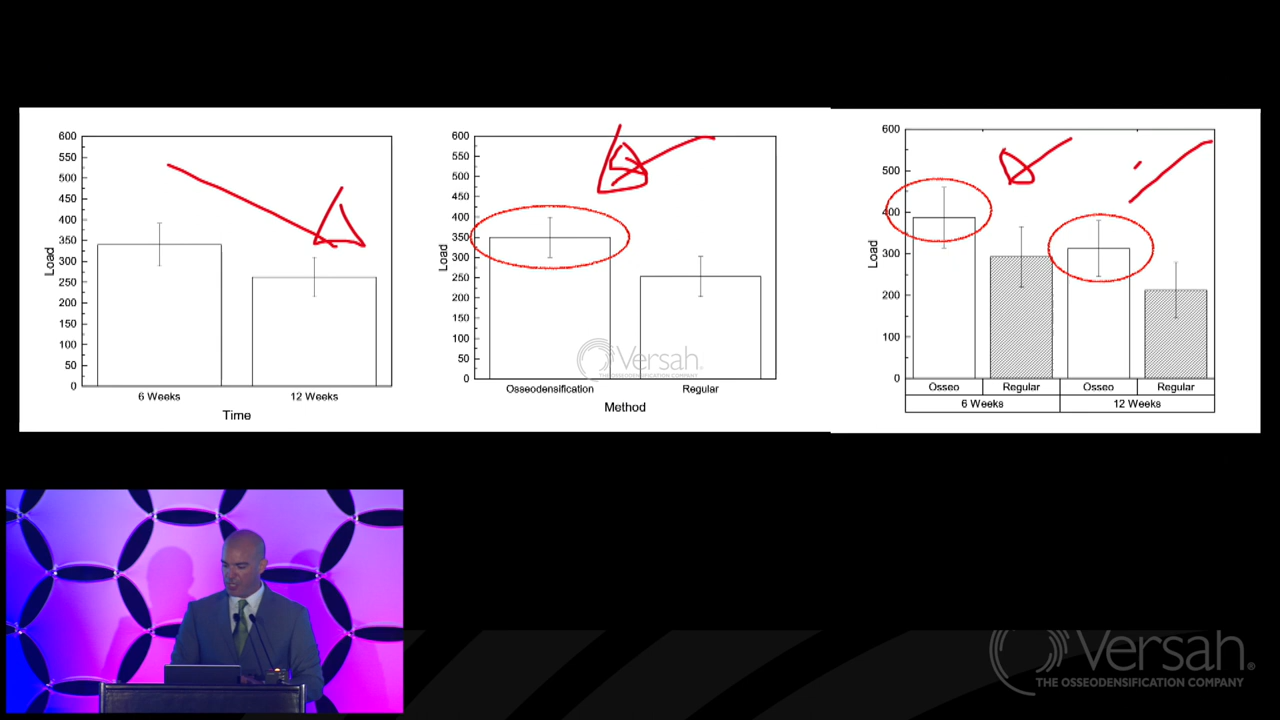 600
550
500
450
400
350
300
250
200
150
100
50
0
Load
6 Weeks
12 Weeks
Time
600
550
500
450
400
350
300
250
200
150
100
50
0
Load
Osseodensification
Regular
Method
Versah®
THE OSSEODENSIFICATION COMPANY
600
500
400
300
200
100
0
Load
Osseo
Regular
Osseo
Regular
6 Weeks
12 Weeks
Versah®
THE OSSEODENSIFICATION COMPANY